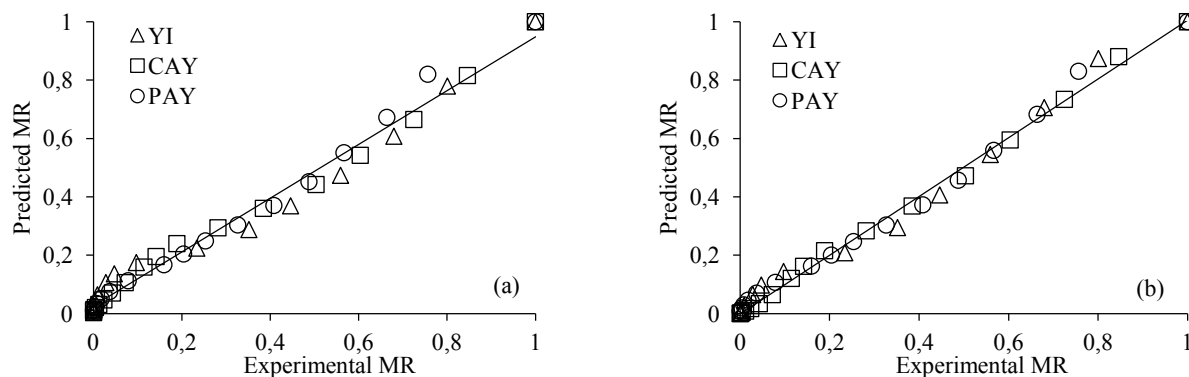 1
0,8
0,6
0,4
0,2
0
Predicted MR
YI
CAY
PAY
(a)
0 0,2 0,4 0,6 0,8 1
Experimental MR
1
0,8
0,6
0,4
0,2
0
Predicted MR
YI
CAY
PAY
(b)
0 0,2 0,4 0,6 0,8 1
Experimental MR